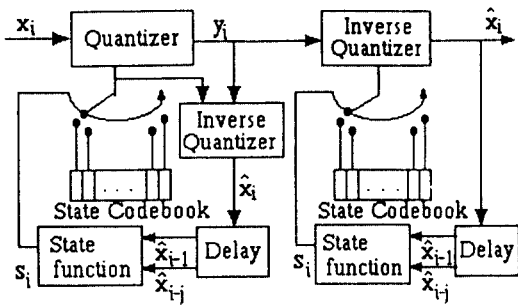 x_i
Quantizer
y_i
Inverse
Quantizer
x̂_i
Inverse
Quantizer
x̂_i
. . .
State Codebook
State
function
S_i
x̂_{i-1}
x̂_{i-j}
Delay
. . .
State Codebook
State
function
S_i
x̂_{i-1}
x̂_{i-j}
Delay